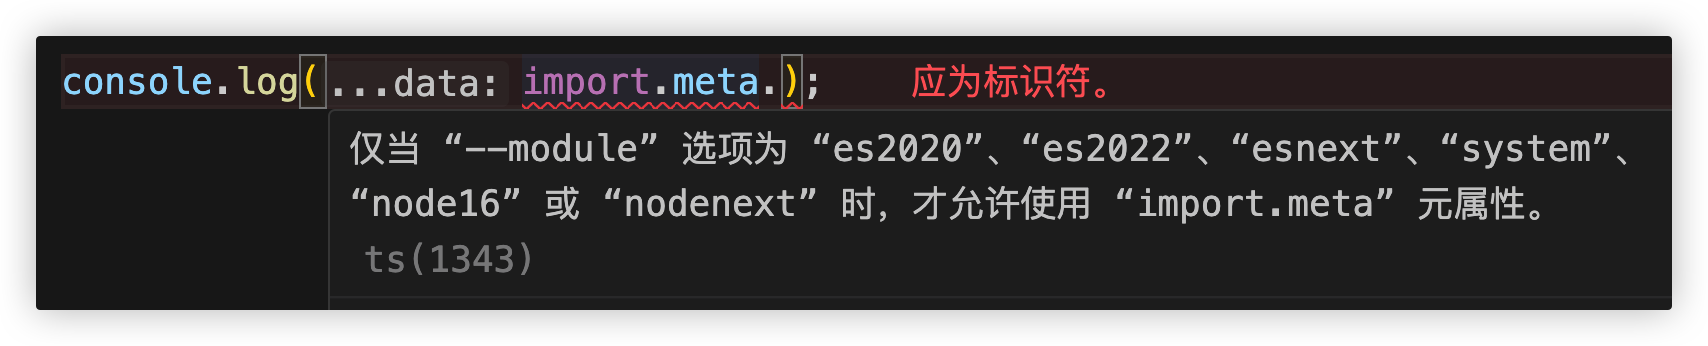 console.log(...data: import.meta.);    应为标识符。
仅当 “--module” 选项为 “es2020”、“es2022”、“esnext”、“system”、
“node16” 或 “nodenext” 时，才允许使用 “import.meta” 元属性。
ts(1343)